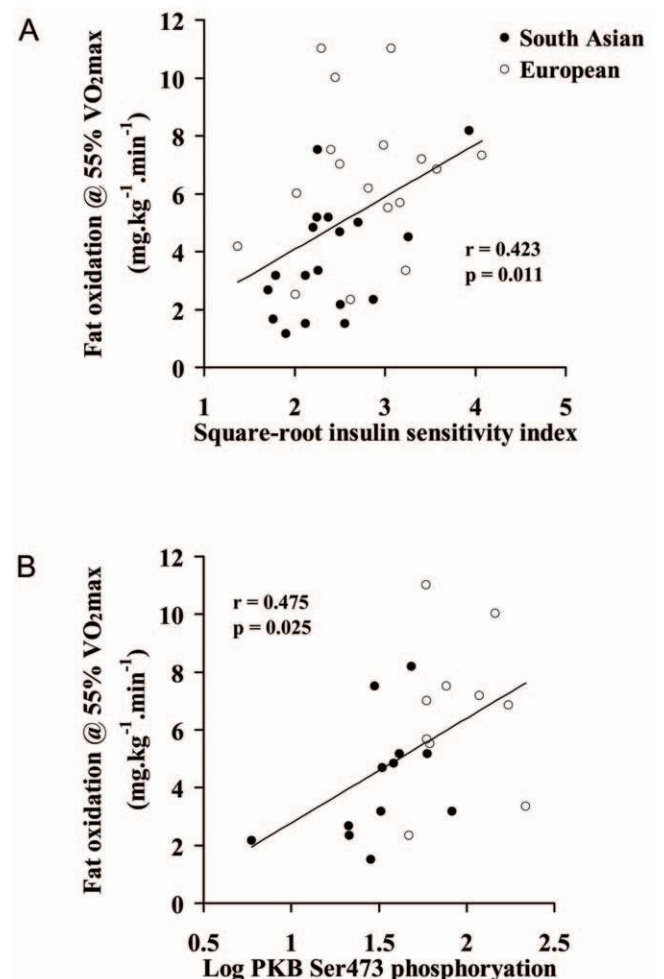 A
● South Asian
○ European
Fat oxidation @ 55% VO₂max
(mg.kg⁻¹.min⁻¹)
12
10
8
6
4
2
0
r = 0.423
p = 0.011
1 2 3 4 5
Square-root insulin sensitivity index
B
Fat oxidation @ 55% VO₂max
(mg.kg⁻¹.min⁻¹)
12
10
8
6
4
2
0
r = 0.475
p = 0.025
0.5 1 1.5 2 2.5
Log PKB Ser473 phosphoryation